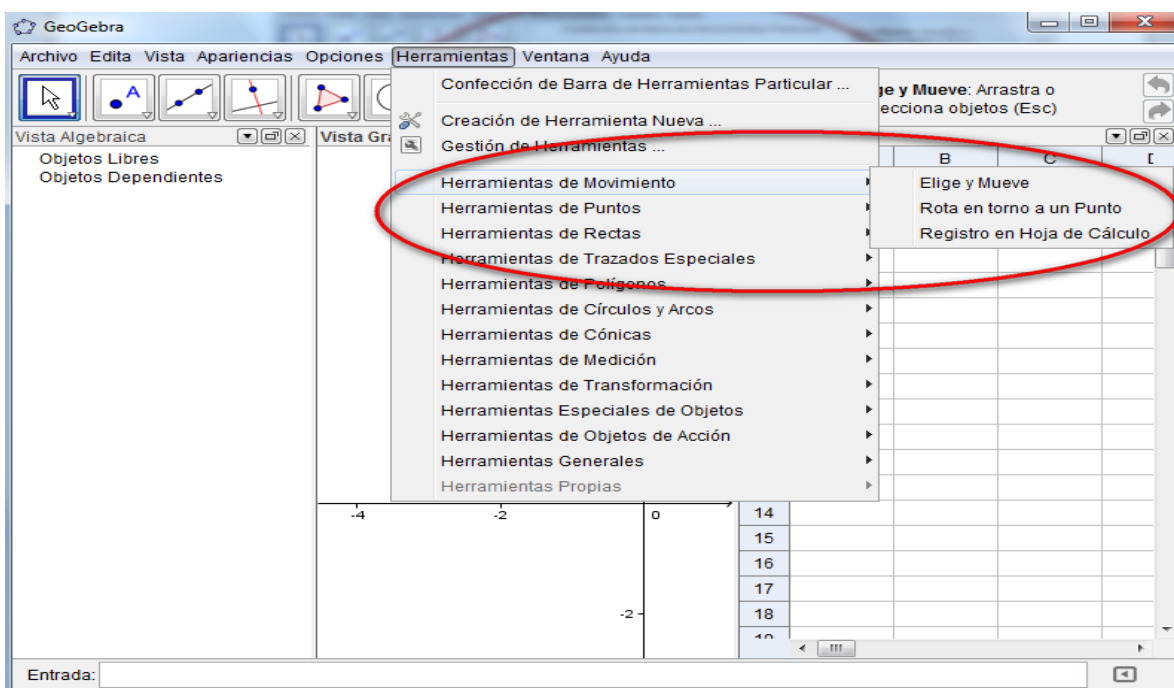 GeoGebra
Archivo Edita Vista Apariencias Opciones Herramientas Ventana Ayuda
A
Confección de Barra de Herramientas Particular ...
Creación de Herramienta Nueva ...
Gestión de Herramientas ...
y Mueve: Arrastra o
objetos (Esc)
Vista Algebraica
Vista
Objetos Libres
Objetos Dependientes
B C
Herramientas de Movimiento
Herramientas de Puntos
Herramientas de Rectas
Herramientas de Trazados Especiales
Herramientas de Polígonos
Herramientas de Círculos y Arcos
Herramientas de Cónicas
Herramientas de Medición
Herramientas de Transformación
Herramientas Especiales de Objetos
Herramientas de Objetos de Acción
Herramientas Generales
Herramientas Propias
Elige y Mueve
Rota en torno a un Punto
Registro en Hoja de Cálculo
-4 -2 0
-2
14
15
16
17
18
Entrada: